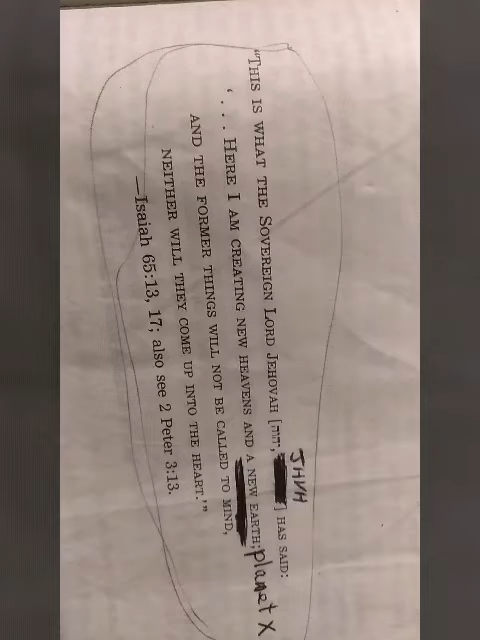 "THIS IS WHAT THE SOVEREIGN LORD JEHOVAH [יהוה; JHVH] HAS SAID:
'. . . HERE I AM CREATING NEW HEAVENS AND A NEW EARTH; planet X
AND THE FORMER THINGS WILL NOT BE CALLED TO MIND,
NEITHER WILL THEY COME UP INTO THE HEART.'"
—Isaiah 65:13, 17; also see 2 Peter 3:13.